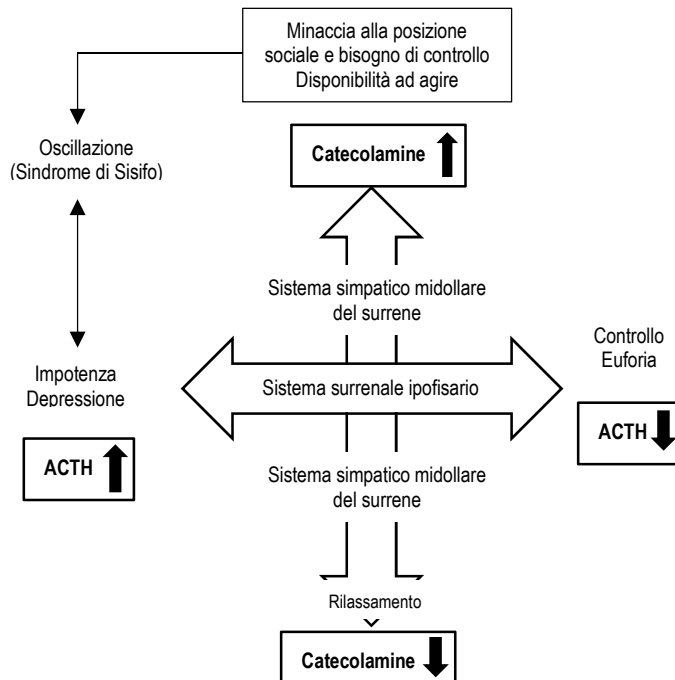 Minaccia alla posizione
sociale e bisogno di controllo
Disponibilità ad agire
Oscillazione
(Sindrome di Sisifo)
Catecolamine
Sistema simpatico midollare
del surrene
Controllo
Euforia
Impotenza
Depressione
Sistema surrenale ipofisario
ACTH
ACTH
Sistema simpatico midollare
del surrene
Rilassamento
Catecolamine